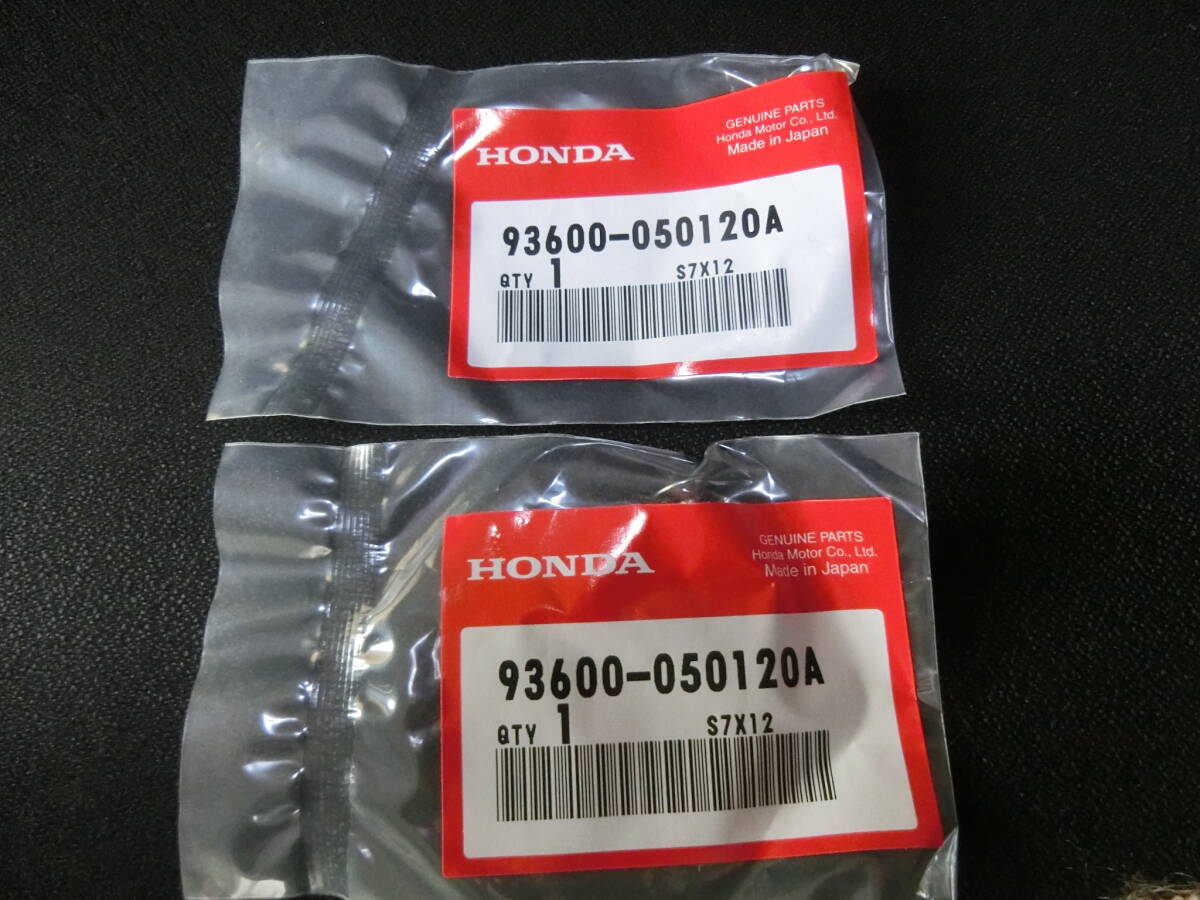 GENUINE PARTS
Honda Motor Co., Ltd.
Made in Japan
HONDA
93600-050120A
QTY 1 S7X12
GENUINE PARTS
Honda Motor Co., Ltd.
Made in Japan
HONDA
93600-050120A
QTY 1 S7X12